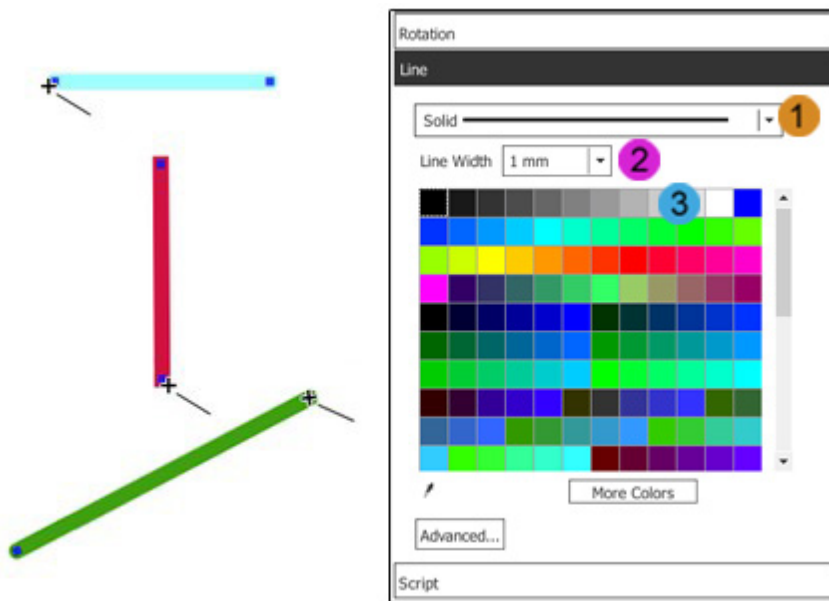 Rotation
Line
Solid 1
Line Width 1 mm 2
3
More Colors
Advanced...
Script